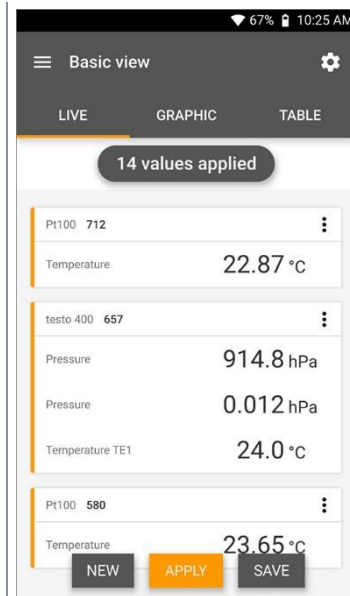 67% 10:25 AM
Basic view
LIVE GRAPHIC TABLE
14 values applied
Pt100 712
Temperature 22.87 °C
testo 400 657
Pressure 914.8 hPa
Pressure 0.012 hPa
Temperature TE1 24.0 °C
Pt100 580
Temperature 23.65 °C
NEW APPLY SAVE